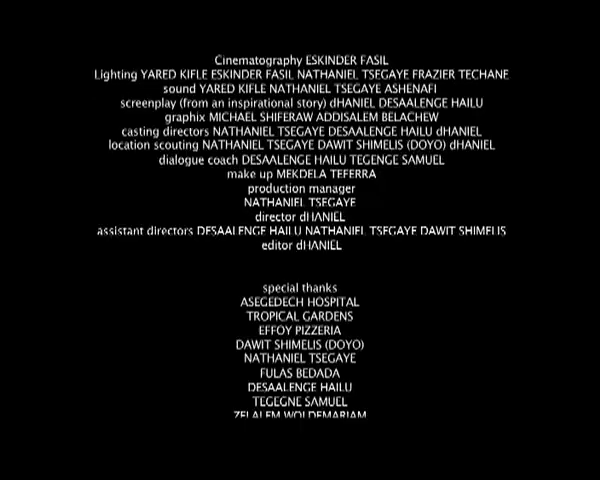 Cinematography ESKINDER FASIL
Lighting YARED KIFLE ESKINDER FASIL NATHANIEL TSEGAYE FRAZIER TECHANE
sound YARED KIFLE NATHANIEL TSEGAYE ASHENAFI
screenplay (from an inspirational story) dHANIEL DESAALENGE HAILU
graphix MICHAEL SHIFERAW ADDISALEM BELACHEW
casting directors NATHANIEL TSEGAYE DESAALENGE HAILU dHANIEL
location scouting NATHANIEL TSEGAYE DAWIT SHIMELIS (DOYO) dHANIEL
dialogue coach DESAALENGE HAILU TEGENGE SAMUEL
make up MEKDELA TEFERRA
production manager
NATHANIEL TSEGAYE
director dHANIEL
assistant directors DESAALENGE HAILU NATHANIEL TSEGAYE DAWIT SHIMELIS
editor dHANIEL
special thanks
ASEGEDECH HOSPITAL
TROPICAL GARDENS
EFFOY PIZZERIA
DAWIT SHIMELIS (DOYO)
NATHANIEL TSEGAYE
FULAS BEDADA
DESAALENGE HAILU
TEGEGNE SAMUEL
ZELALEM WOLDEMARIAM